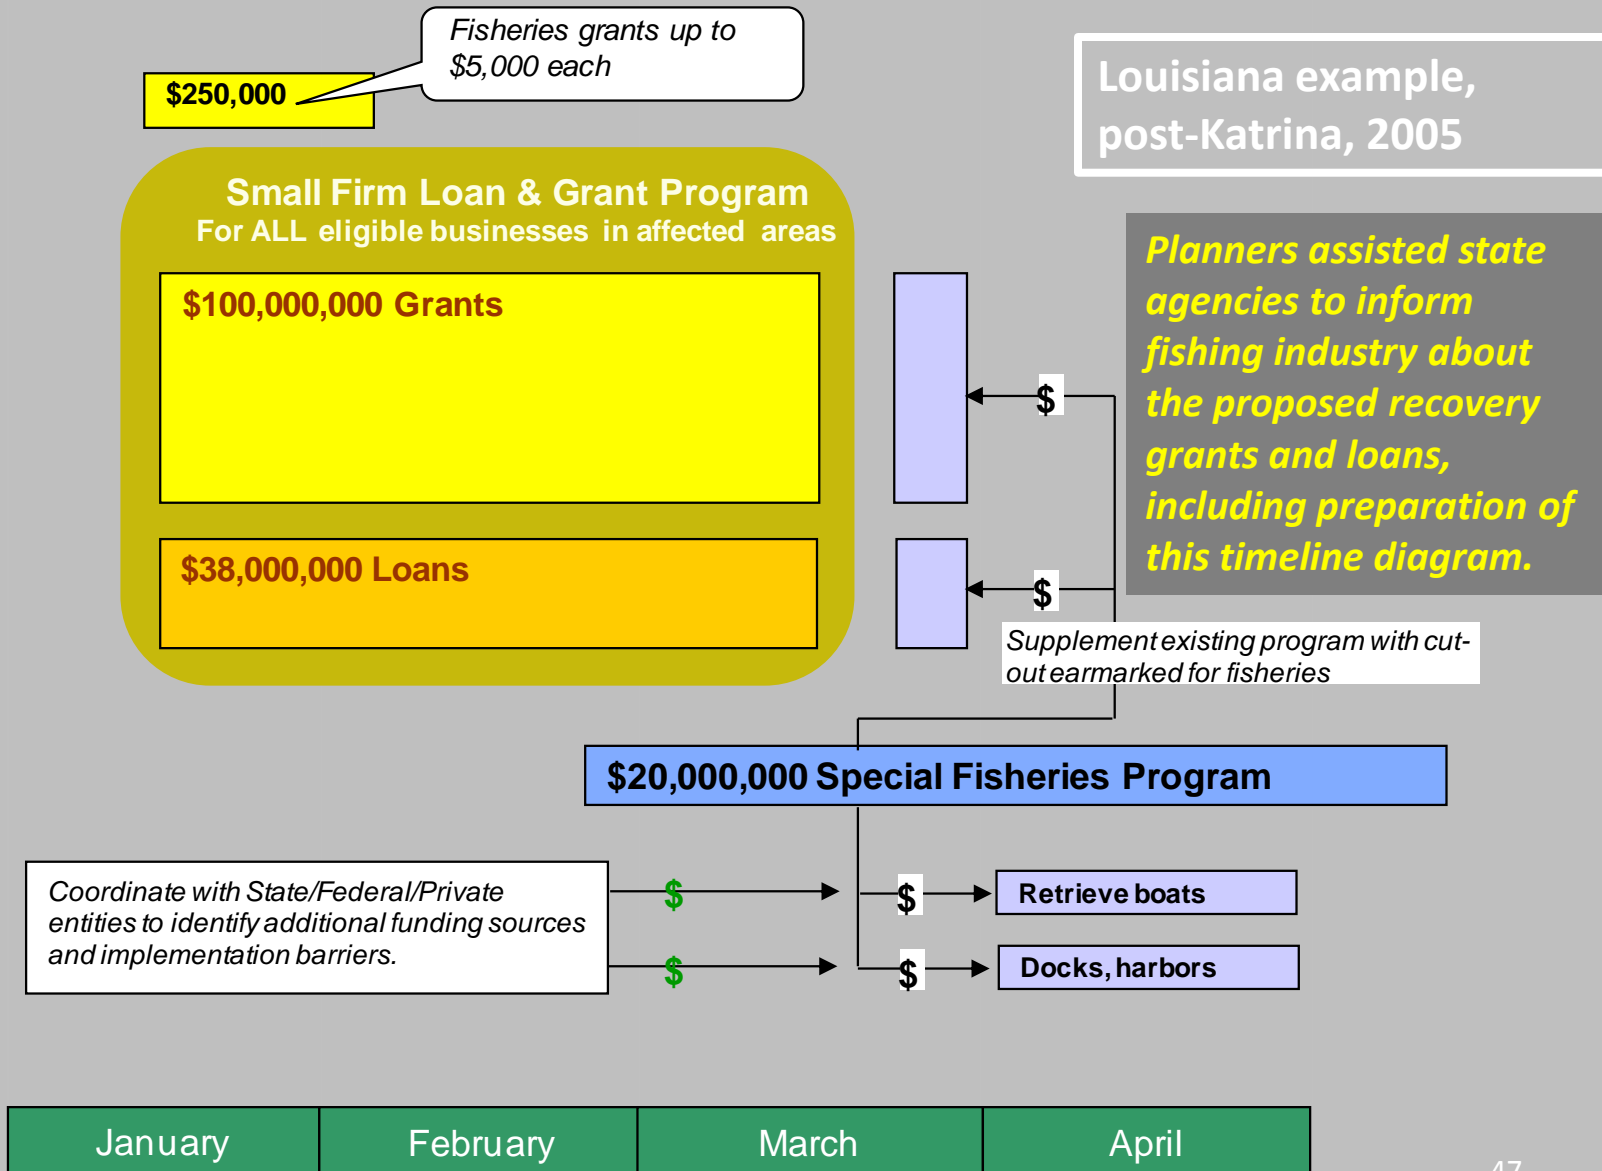 Fisheries grants up to
$5,000 each
$250,000
Louisiana example,
post-Katrina, 2005
Small Firm Loan & Grant Program
For ALL eligible businesses in affected areas
$100,000,000 Grants
$38,000,000 Loans
$
$
Planners assisted state
agencies to inform
fishing industry about
the proposed recovery
grants and loans,
including preparation of
this timeline diagram.
Supplement existing program with cut-
out earmarked for fisheries
$20,000,000 Special Fisheries Program
Coordinate with State/Federal/Private
entities to identify additional funding sources
and implementation barriers.
$
$
$
$
Retrieve boats
Docks, harbors
January February March April
47